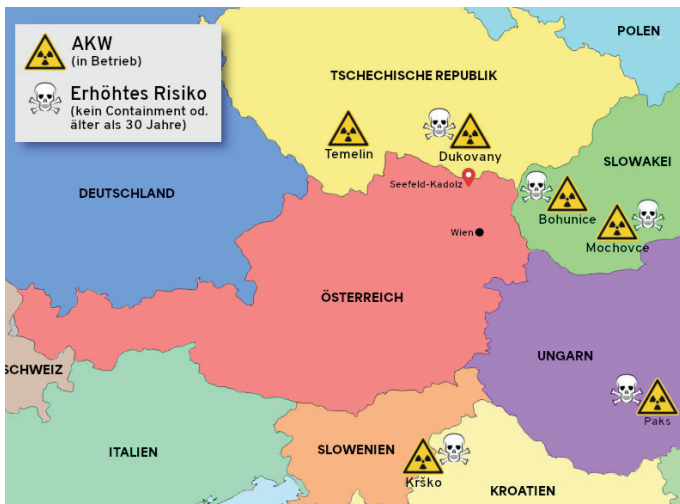 AKW
(in Betrieb)
Erhöhtes Risiko
(kein Containment od.
älter als 30 Jahre)
POLEN
TSCHECHISCHE REPUBLIK
Temelin
Dukovany
SLOWAKEI
DEUTSCHLAND
Seefeld-Kadolz
Bohunice
Wien
Mochovce
ÖSTERREICH
SCHWEIZ
UNGARN
Paks
ITALIEN
SLOWENIEN
Krško
KROATIEN